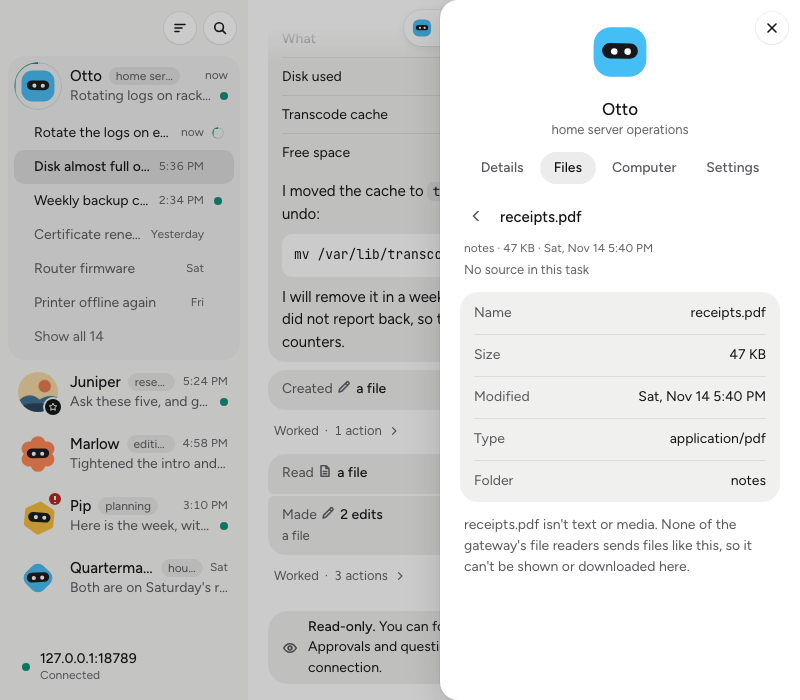 Otto
home ser...
now
Rotating logs on rack...
Rotate the logs on e...
now
Disk almost full o...
5:36 PM
Weekly backup c...
2:34 PM
Certificate rene...
Yesterday
Router firmware
Sat
Printer offline again
Fri
Show all 14
Juniper
rese...
5:24 PM
Ask these five, and g...
Marlow
editi...
4:58 PM
Tightened the intro and...
Pip
planning
3:10 PM
Here is the week, wit...
Quarterma...
hou...
Sat
Both are on Saturday's r...
127.0.0.1:18789
Connected
What
Disk used
Transcode cache
Free space
I moved the cache to
undo:
mv /var/lib/transco
I will remove it in a week
did not report back, so t
counters.
Created a file
Worked · 1 action
Read a file
Made 2 edits
a file
Worked · 3 actions
Read-only. You can fo
Approvals and questi
connection.
Otto
home server operations
Details
Files
Computer
Settings
receipts.pdf
notes · 47 KB · Sat, Nov 14 5:40 PM
No source in this task
Name
receipts.pdf
Size
47 KB
Modified
Sat, Nov 14 5:40 PM
Type
application/pdf
Folder
notes
receipts.pdf isn't text or media. None of the
gateway's file readers sends files like this, so it
can't be shown or downloaded here.